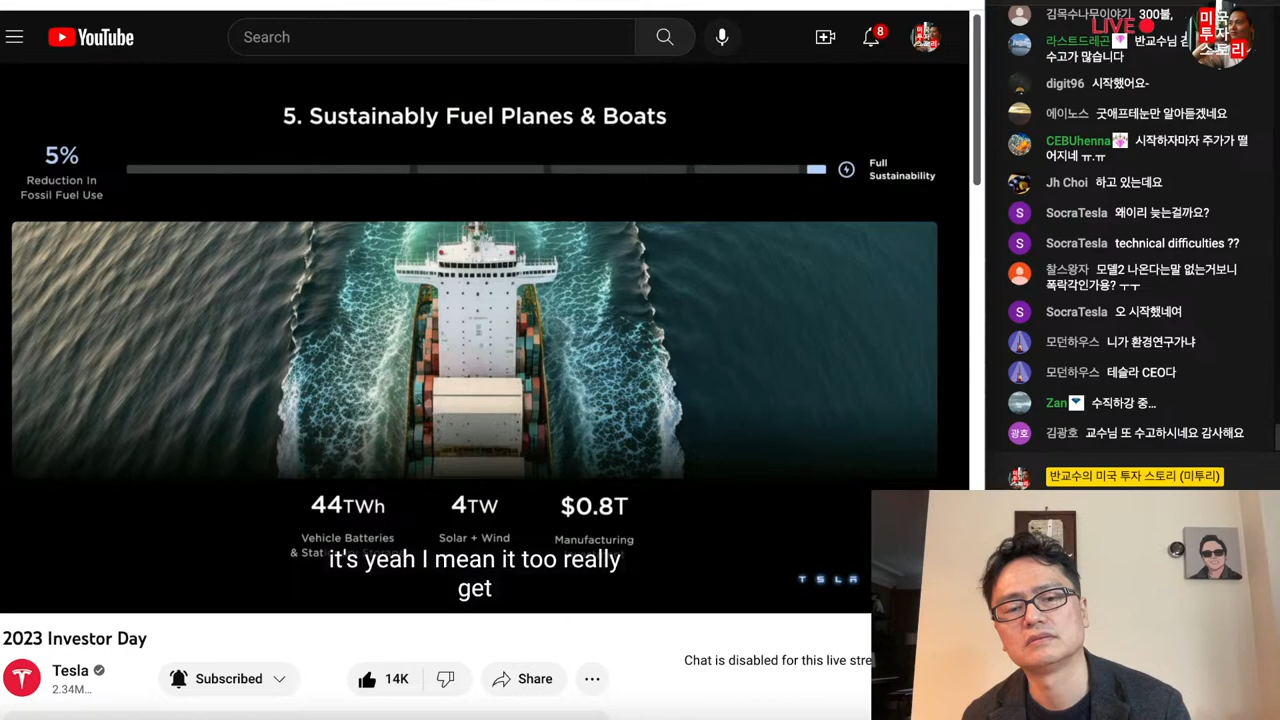 YouTube
Search
8
5. Sustainably Fuel Planes & Boats
5%
Reduction In
Fossil Fuel Use
Full
Sustainability
44TWh
Vehicle Batteries
4TW
Solar + Wind
$0.8T
Manufacturing
it's yeah I mean it too really
get
TESLA
2023 Investor Day
Tesla
2.34M...
Subscribed
14K
Share
Chat is disabled for this live stre
LIVE
미국
투자
스토리
김목수나무이야기 300불,
라스트드레곤 반교수님
수고가 많습니다
digit96 시작했어요-
에이노스 굿애프테눈만 알아듣겠네요
CEBUhenna 시작하자마자 주가가 떨
어지네 ㅠ.ㅠ
Jh Choi 하고 있는데요
S SocraTesla 왜이리 늦는걸까요?
S SocraTesla technical difficulties ??
찰스왕자 모델2 나온다는말 없는거보니
폭락각인가용? ㅜㅜ
S SocraTesla 오 시작했네여
모던하우스 니가 환경연구가냐
모던하우스 테슬라 CEO다
Zan 수직하강 중...
광호 김광호 교수님 또 수고하시네요 감사해요
반교수의 미국 투자 스토리 (미투리)